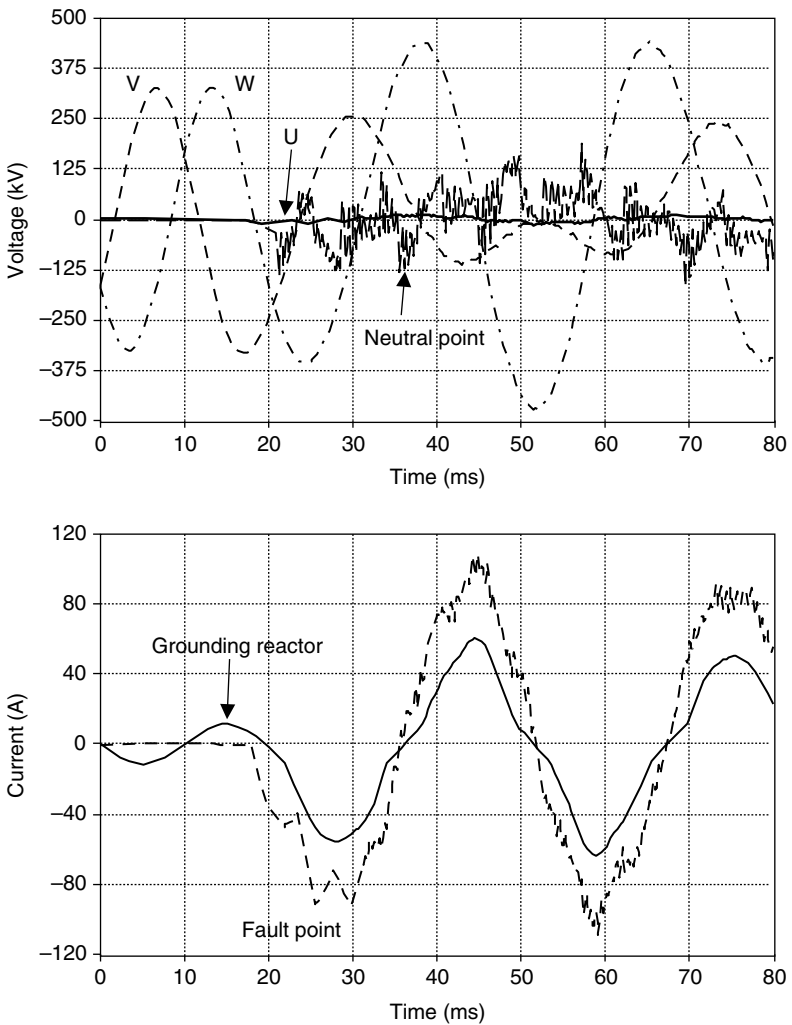 500
375
250
125
0
−125
−250
−375
−500
Voltage (kV)
V
W
U
Neutral point
0 10 20 30 40 50 60 70 80
Time (ms)
120
80
40
0
−40
−80
−120
Current (A)
Grounding reactor
Fault point
0 10 20 30 40 50 60 70 80
Time (ms)